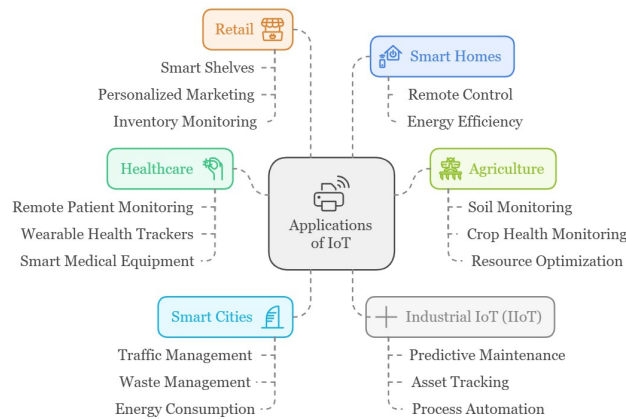 Retail
Smart Shelves
Personalized Marketing
Inventory Monitoring
Smart Homes
Remote Control
Energy Efficiency
Healthcare
Remote Patient Monitoring
Wearable Health Trackers
Smart Medical Equipment
Applications
of IoT
Agriculture
Soil Monitoring
Crop Health Monitoring
Resource Optimization
Smart Cities
Traffic Management
Waste Management
Energy Consumption
Industrial IoT (IIoT)
Predictive Maintenance
Asset Tracking
Process Automation